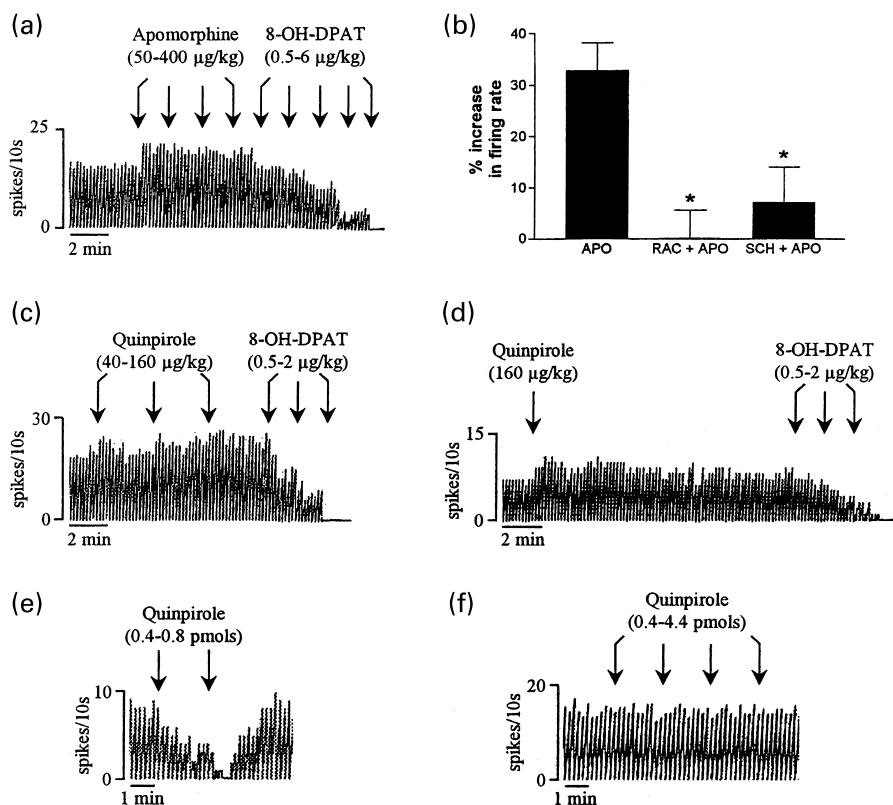 (a)
Apomorphine
(50-400 µg/kg)
8-OH-DPAT
(0.5-6 µg/kg)
25
spikes/10s
0
2 min
(b)
40
30
20
10
0
% increase
in firing rate
*
*
APO
RAC + APO
SCH + APO
(c)
Quinpirole
(40-160 µg/kg)
8-OH-DPAT
(0.5-2 µg/kg)
30
spikes/10s
0
2 min
(d)
Quinpirole
(160 µg/kg)
8-OH-DPAT
(0.5-2 µg/kg)
15
spikes/10s
0
2 min
(e)
Quinpirole
(0.4-0.8 pmols)
10
spikes/10s
0
1 min
(f)
Quinpirole
(0.4-4.4 pmols)
20
spikes/10s
0
1 min